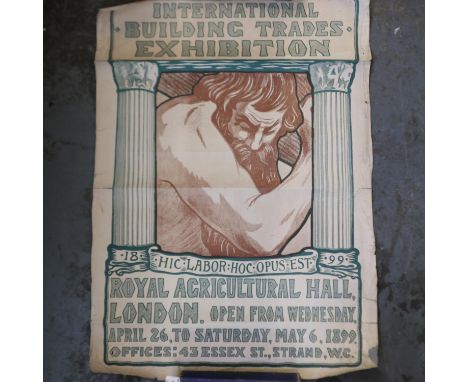 INTERNATIONAL
BUILDING TRADES
EXHIBITION
18 HIC·LABOR·HOC·OPUS·EST 99
ROYAL AGRICULTURAL HALL,
LONDON. OPEN FROM WEDNESDAY,
APRIL 26, TO SATURDAY, MAY 6, 1899.
OFFICES: 43 ESSEX ST., STRAND, W.C.